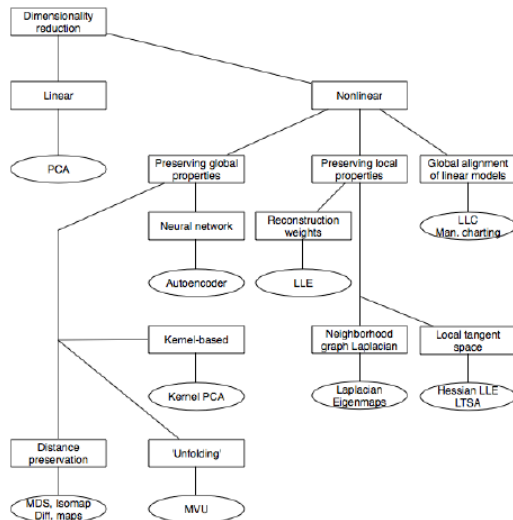 Dimensionality
reduction
Linear
Nonlinear
PCA
Preserving global
properties
Preserving local
properties
Global alignment
of linear models
Neural network
Reconstruction
weights
LLC
Man. charting
Autoencoder
LLE
Kernel-based
Neighborhood
graph Laplacian
Local tangent
space
Kernel PCA
Laplacian
Eigenmaps
Hessian LLE
LTSA
Distance
preservation
'Unfolding'
MDS, Isomap
Diff. maps
MVU